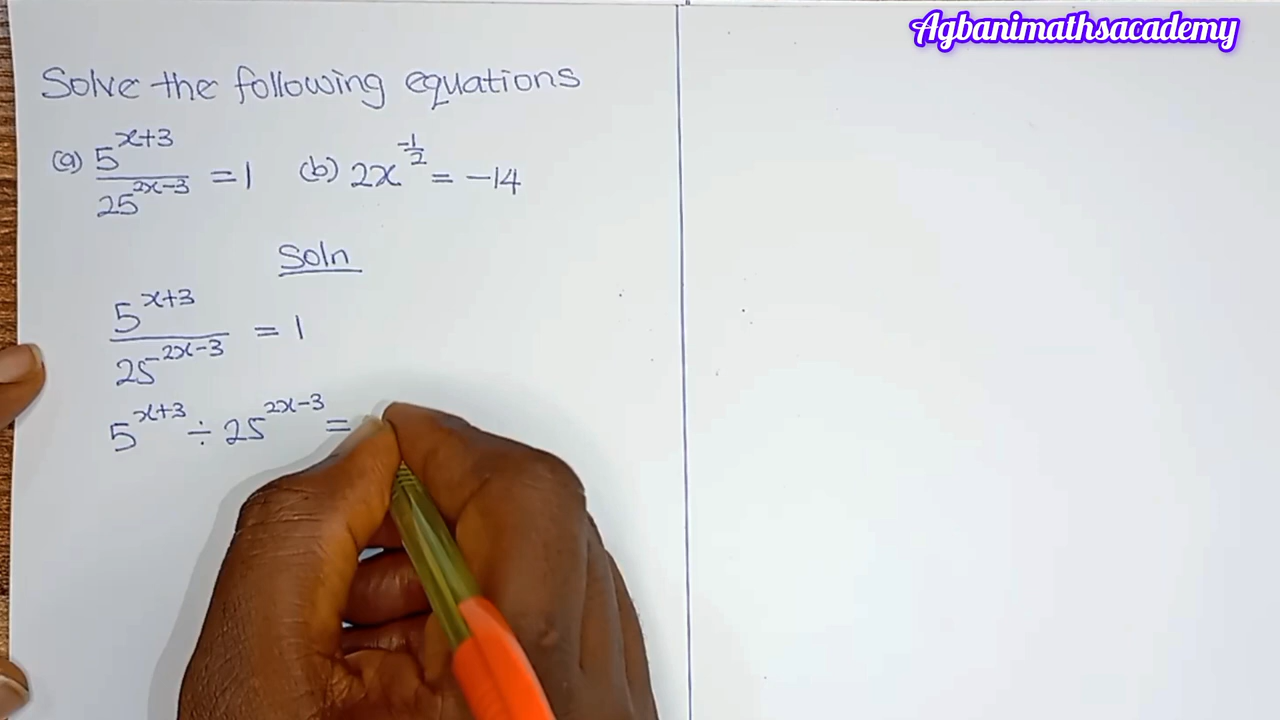 Agbanimathsacademy
Solve the following equations
(a) 5^(x+3) / 25^(2x-3) = 1 (b) 2x^(-1/2) = -14
Soln
5^(x+3) / 25^(2x-3) = 1
5^(x+3) ÷ 25^(2x-3) =